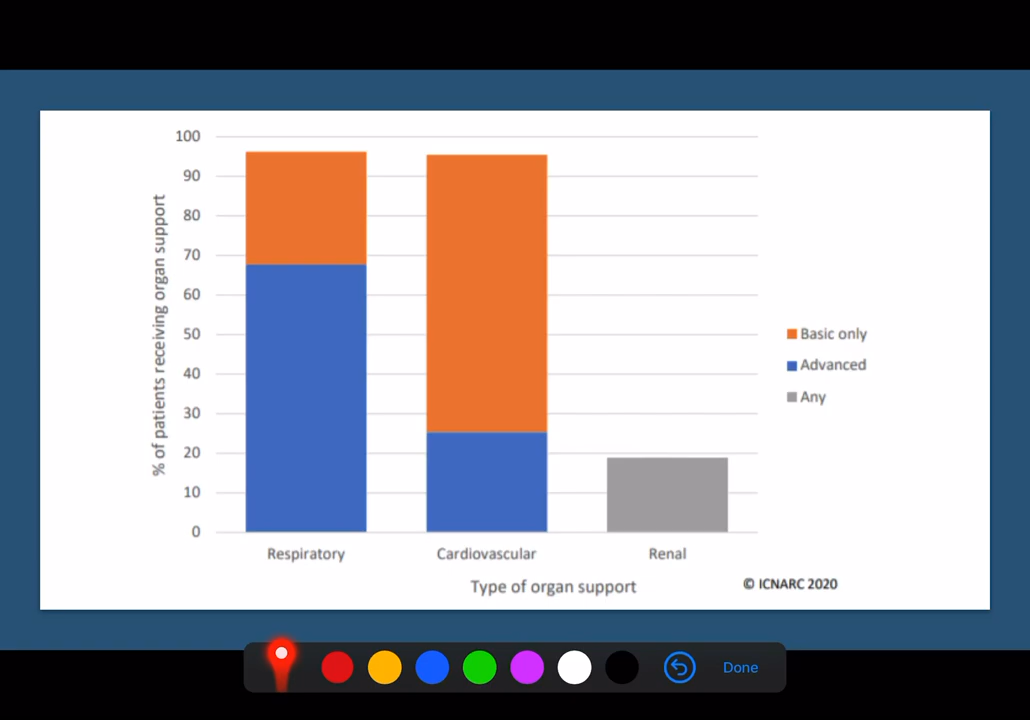 100
90
80
70
60
50
40
30
20
10
0
% of patients receiving organ support
Respiratory
Cardiovascular
Renal
Type of organ support
Basic only
Advanced
Any
© ICNARC 2020
Done